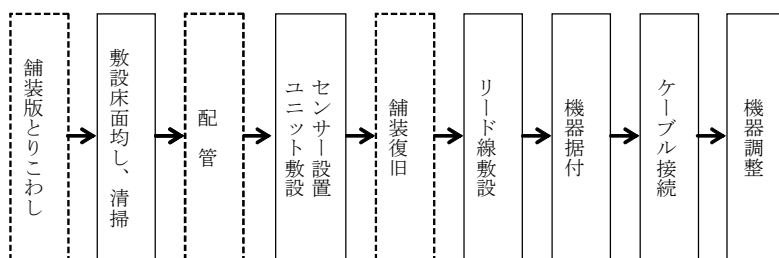 舗装版とりこわし
敷設床面均し、清掃
配管
センサー設置
ユニット敷設
舗装復旧
リード線敷設
機器据付
ケーブル接続
機器調整